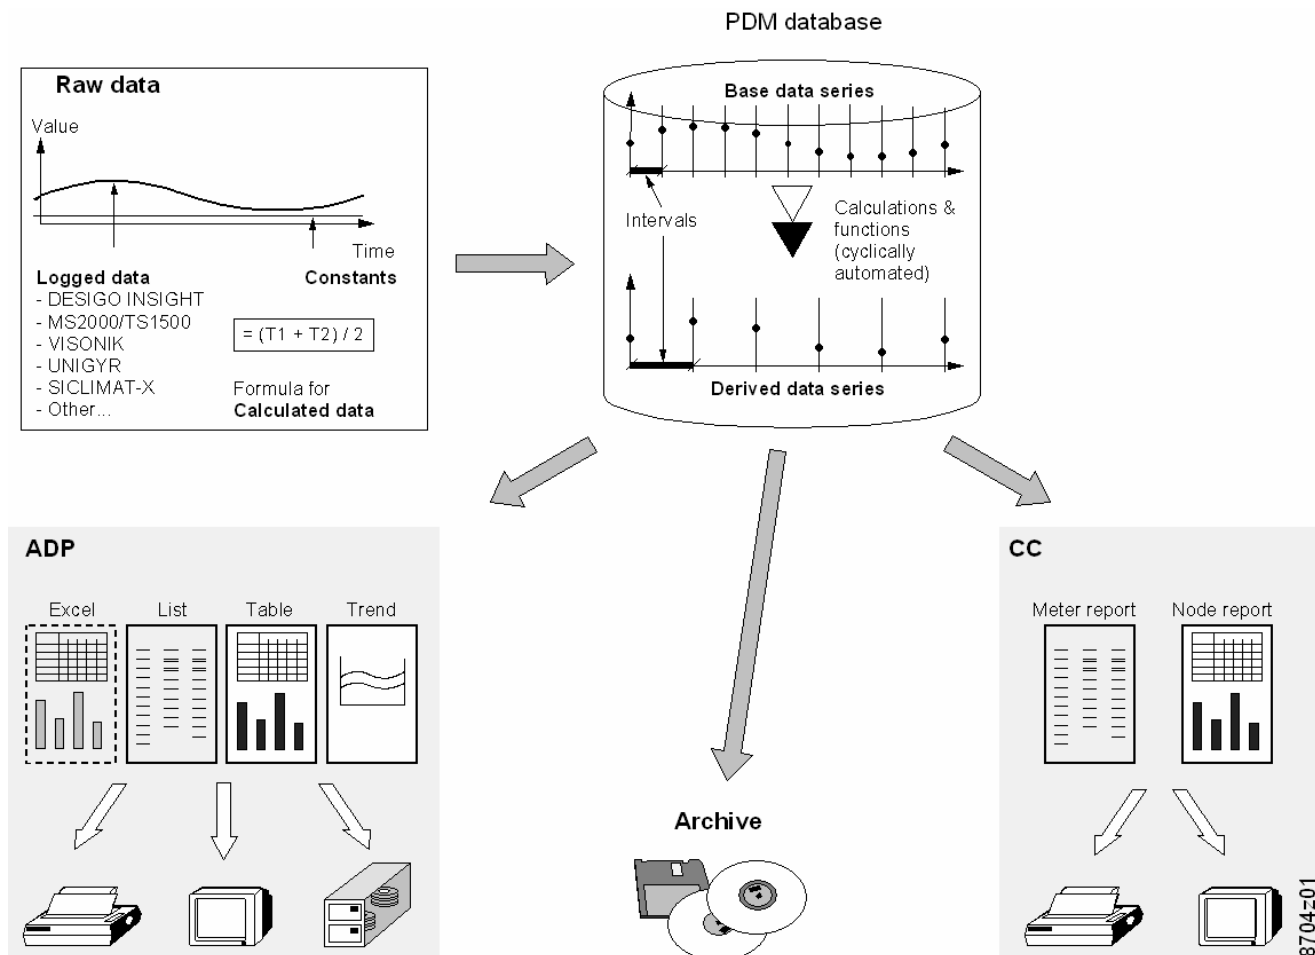 PDM database
Raw data
Value
Time
Logged data
- DESIGO INSIGHT
- MS2000/TS1500
- VISONIK
- UNIGYR
- SICLIMAT-X
- Other...
Constants
= (T1 + T2) / 2
Formula for
Calculated data
Base data series
Intervals
Calculations &
functions
(cyclically
automated)
Derived data series
ADP
Excel
List
Table
Trend
Archive
CC
Meter report
Node report
8704z01